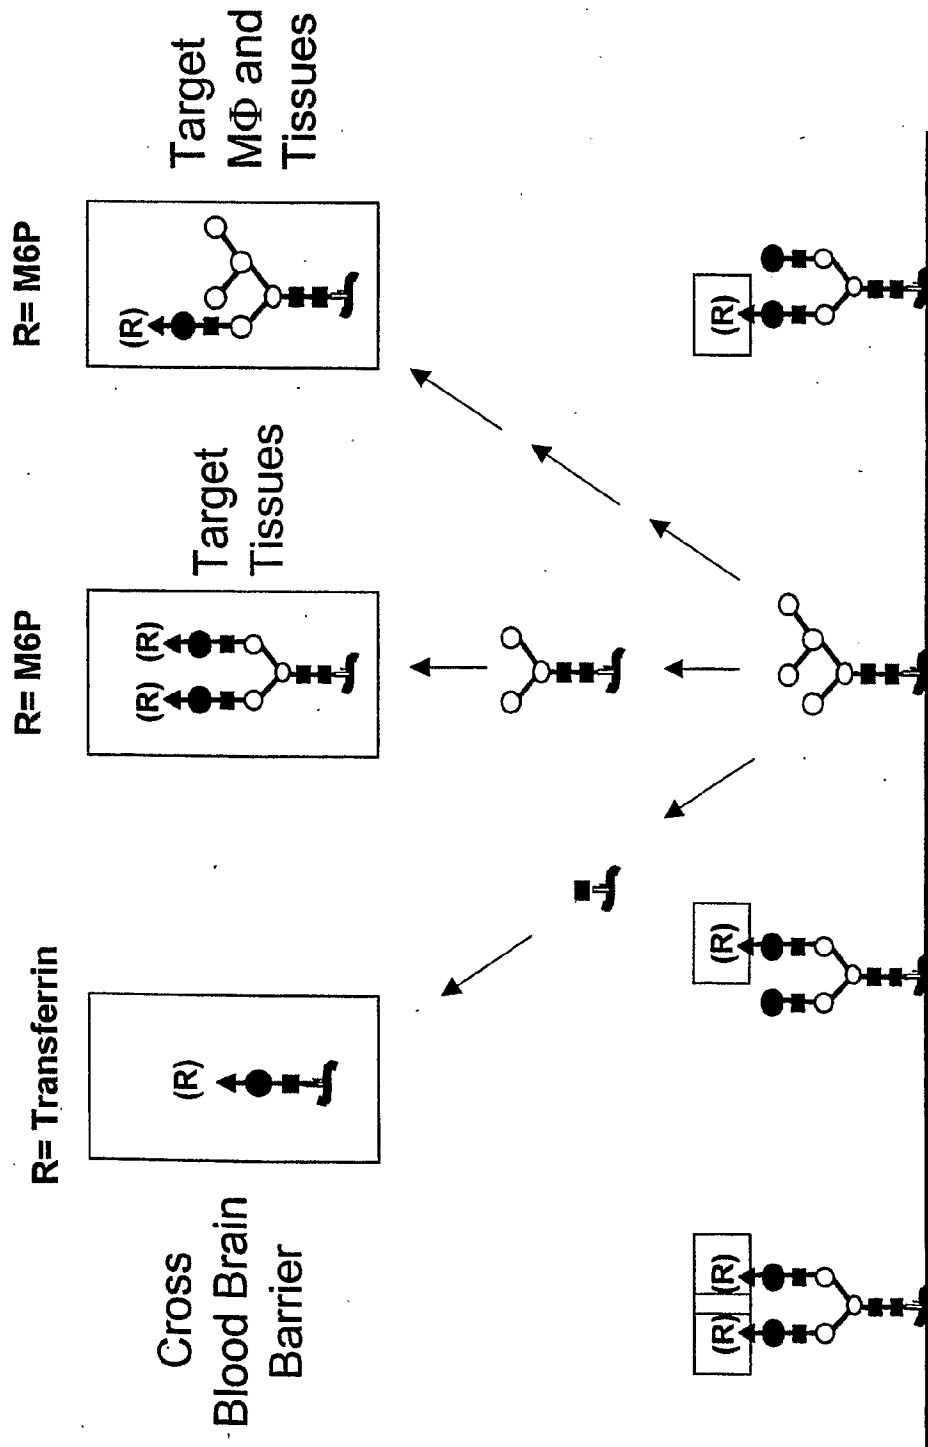 R= Transferrin
R= M6P
R= M6P
Cross
Blood Brain
Barrier
(R)
(R) (R)
Target
Tissues
(R)
Target
MΦ and
Tissues
(R) (R)
(R)
(R)